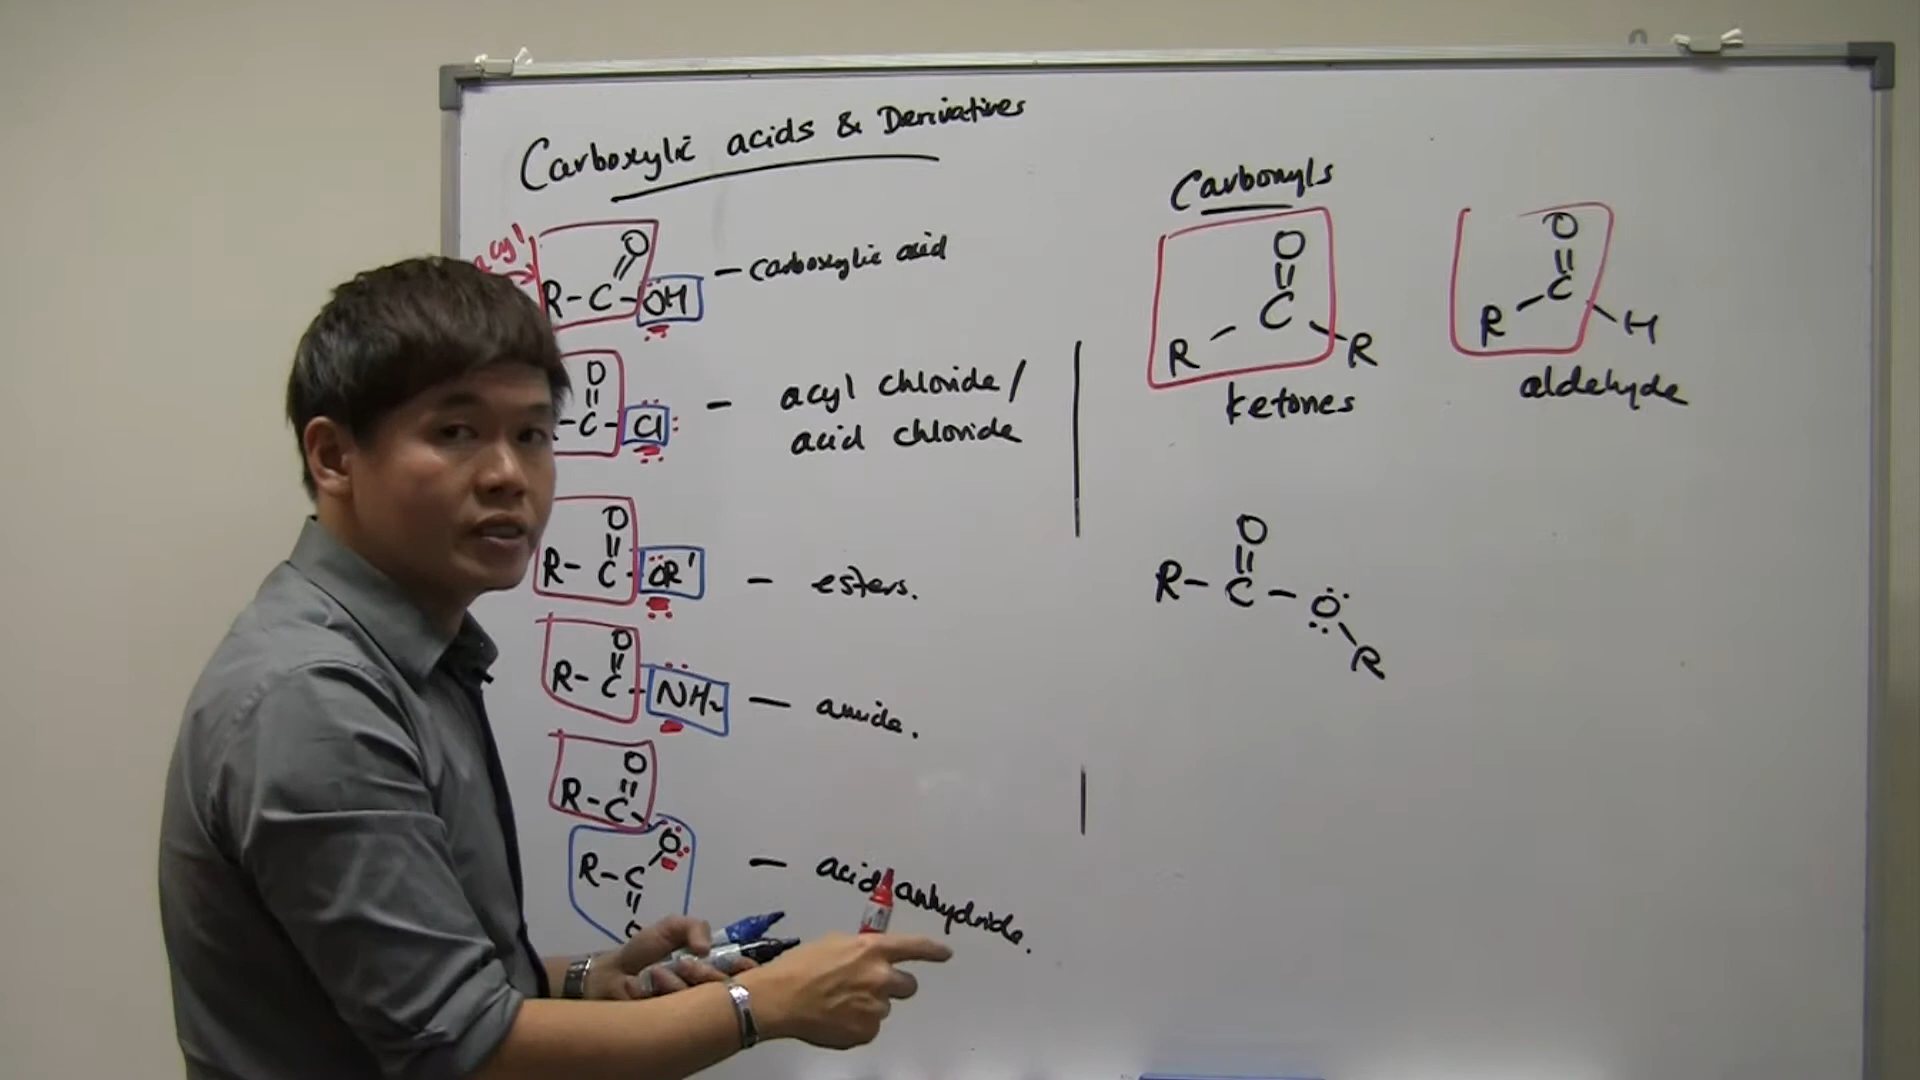 Carboxylic acids & Derivatives
acyl
O
R-C-OH
- carboxylic acid
O
-C-Cl
- acyl chloride/
acid chloride
O
R-C-OR'
- esters.
O
R-C-NH2
- amide.
O
R-C
O
R-C
- acid anhydride.
Carbonyls
O
C
R
R
ketones
O
C
R
H
aldehyde
O
R-C-O
R